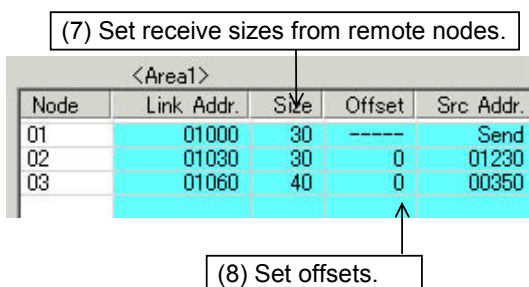 (7) Set receive sizes from remote nodes.
<Area1>
Node Link Addr. Size Offset Src Addr.
01 01000 30 ----- Send
02 01030 30 0 01230
03 01060 40 0 00350
(8) Set offsets.